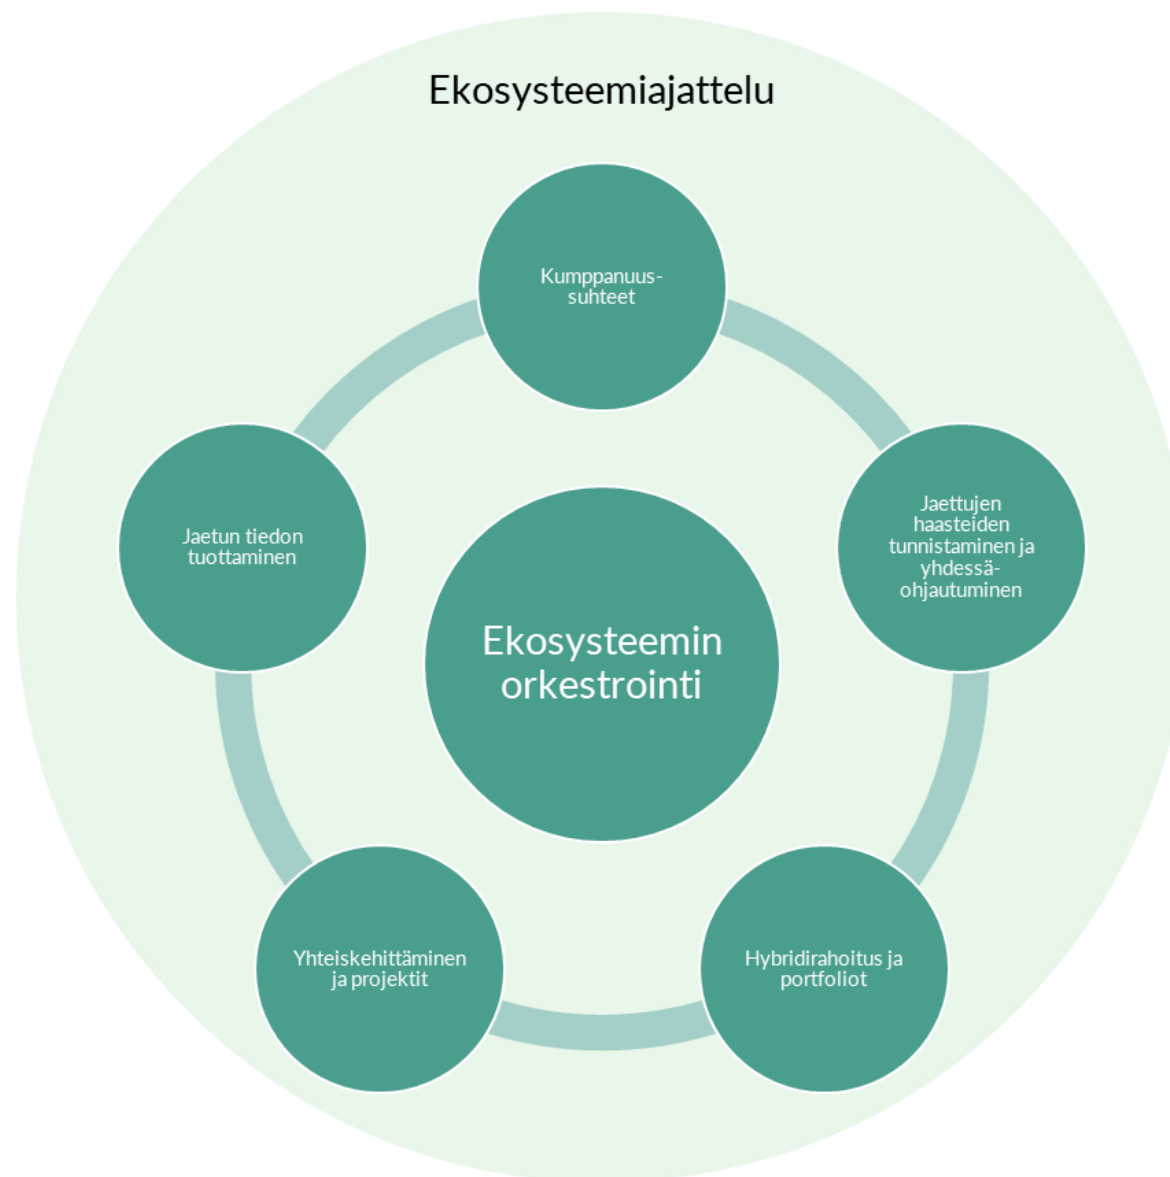 Ekosysteemiajattelu
Kumppanuus-
suhteet
Jaettujen
haasteiden
tunnistaminen ja
yhdessä-
ohjautuminen
Hybridirahoitus ja
portfoliot
Yhteiskehittäminen
ja projektit
Jaetun tiedon
tuottaminen
Ekosysteemin
orkestrointi